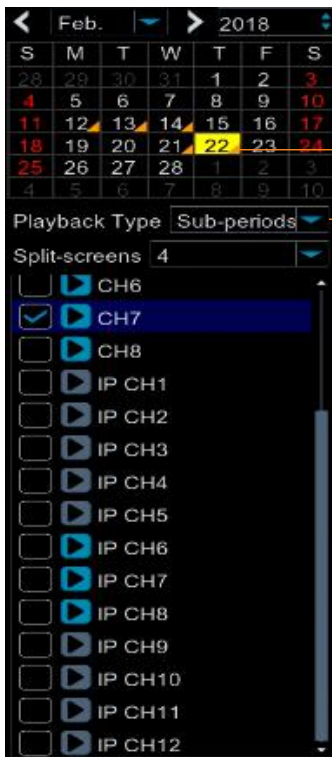 Feb. 2018
S M T W T F S
28 29 30 31 1 2 3
4 5 6 7 8 9 10
11 12 13 14 15 16 17
18 19 20 21 22 23 24
25 26 27 28 1 2 3
4 5 6 7 8 9 10
Playback Type Sub-periods
Split-screens 4
CH6
CH7
CH8
IP CH1
IP CH2
IP CH3
IP CH4
IP CH5
IP CH6
IP CH7
IP CH8
IP CH9
IP CH10
IP CH11
IP CH12